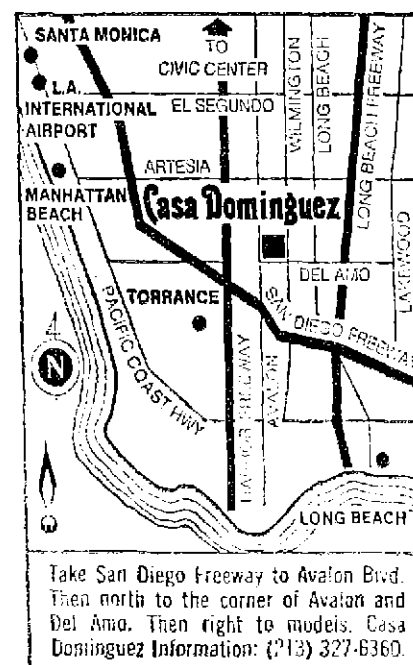 SANTA MONICA
TO
CIVIC CENTER
L.A.
INTERNATIONAL
AIRPORT
EL SEGUNDO
WILMINGTON
LONG BEACH
LONG BEACH FREEWAY
ARTESIA
MANHATTAN
BEACH
Casa Dominguez
LAKEWOOD
DEL AMO
TORRANCE
SAN DIEGO FREEWAY
PACIFIC COAST HWY
HARBOR FREEWAY
AVALON
N
LONG BEACH
Take San Diego Freeway to Avalon Blvd.
Then north to the corner of Avalon and
Del Amo. Then right to models. Casa
Dominguez Information: (213) 327-6360.